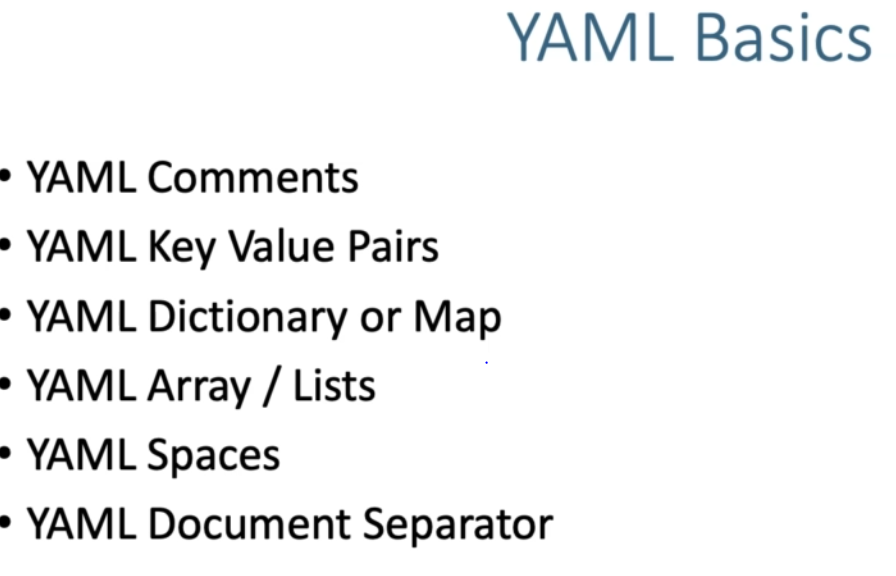 YAML Basics
• YAML Comments
• YAML Key Value Pairs
• YAML Dictionary or Map
• YAML Array / Lists
• YAML Spaces
• YAML Document Separator